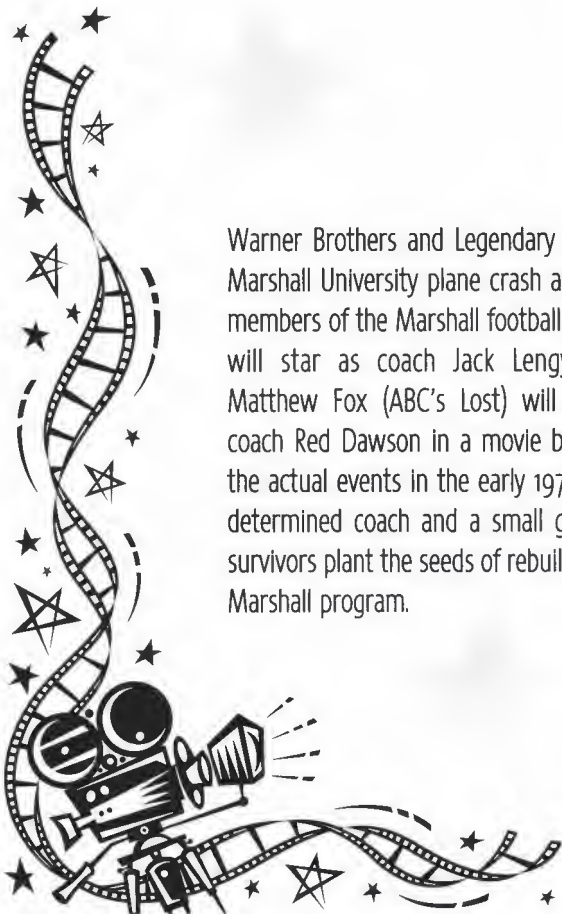 Warner Brothers and Legendary
Marshall University plane crash a
members of the Marshall football
will star as coach Jack Lengy
Matthew Fox (ABC's Lost) will
coach Red Dawson in a movie b
the actual events in the early 197
determined coach and a small g
survivors plant the seeds of rebuil
Marshall program.